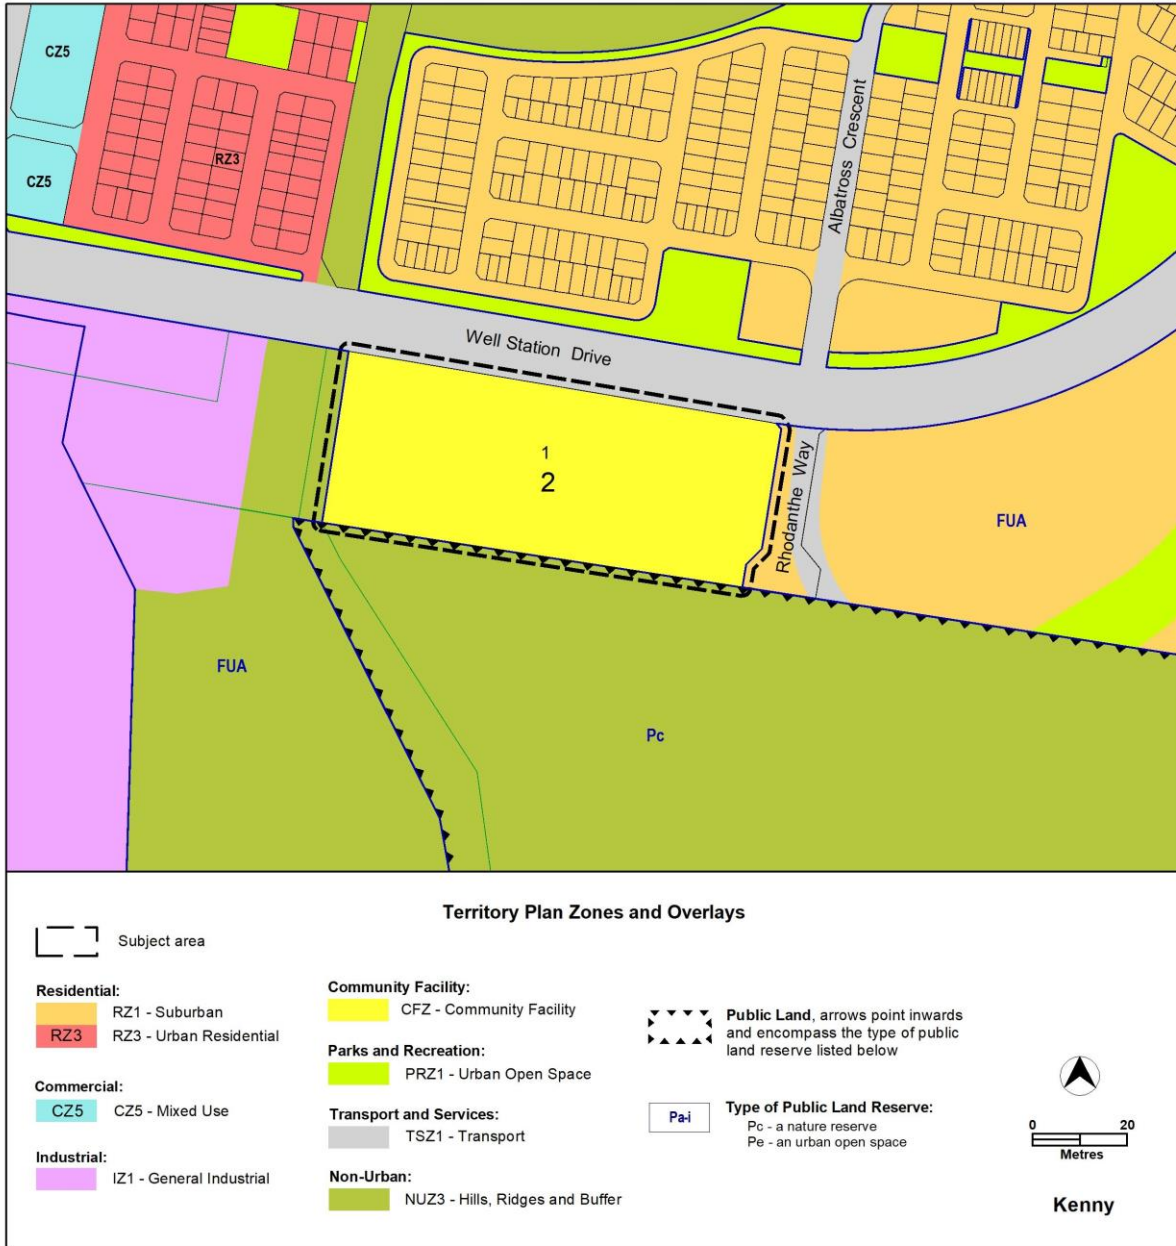 CZ5
CZ5
RZ3
Albatross Crescent
Well Station Drive
1
2
Rhodanthe Way
FUA
FUA
Pc
Territory Plan Zones and Overlays
Subject area
Residential:
RZ1 - Suburban
RZ3 RZ3 - Urban Residential
Commercial:
CZ5 CZ5 - Mixed Use
Industrial:
IZ1 - General Industrial
Community Facility:
CFZ - Community Facility
Parks and Recreation:
PRZ1 - Urban Open Space
Transport and Services:
TSZ1 - Transport
Non-Urban:
NUZ3 - Hills, Ridges and Buffer
Public Land, arrows point inwards
and encompass the type of public
land reserve listed below
Pa-i
Type of Public Land Reserve:
Pc - a nature reserve
Pe - an urban open space
0 20
Metres
Kenny